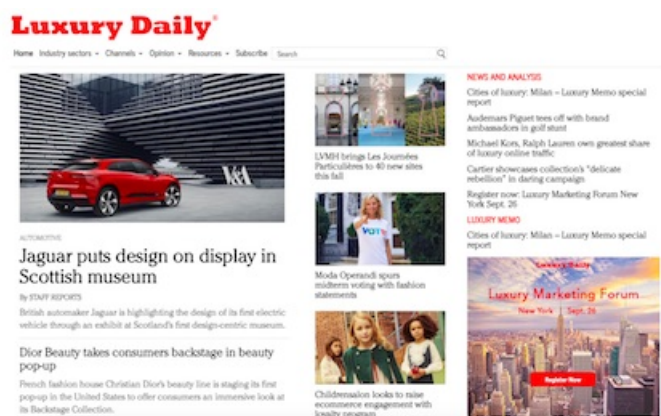 Luxury Daily®
Home Industry sectors Channels Opinion Resources Subscribe Search
V&A
AUTOMOTIVE
Jaguar puts design on display in
Scottish museum
By STAFF REPORTS
British automaker Jaguar is highlighting the design of its first electric
vehicle through an exhibit at Scotland's first design-centric museum.
Dior Beauty takes consumers backstage in beauty
pop-up
French fashion house Christian Dior's beauty line is staging its first
pop-up in the United States to offer consumers an immersive look at
its Backstage Collection.
LVMH brings Les Journées
Particulières to 40 new sites
this fall
VOTE
Moda Operandi spurs
midterm voting with fashion
statements
Childrensalon looks to raise
ecommerce engagement with
loyalty program
NEWS AND ANALYSIS
Cities of luxury: Milan – Luxury Memo special
report
Audemars Piguet tees off with brand
ambassadors in golf stunt
Michael Kors, Ralph Lauren own greatest share
of luxury online traffic
Cartier showcases collection's "delicate
rebellion" in daring campaign
Register now: Luxury Marketing Forum New
York Sept. 26
LUXURY MEMO
Cities of luxury: Milan – Luxury Memo special
report
Luxury Daily
Luxury Marketing Forum
New York | Sept. 26
Register Now